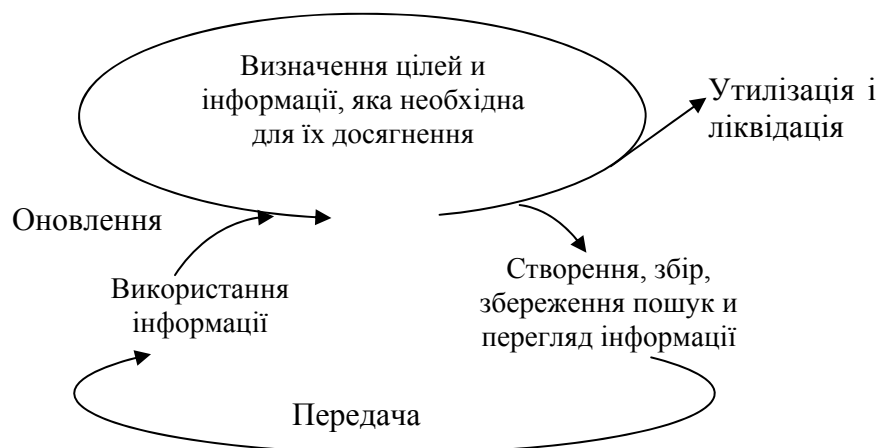 Визначення цілей и
інформації, яка необхідна
для їх досягнення
Утилізація і
ліквідація
Оновлення
Використання
інформації
Створення, збір,
збереження пошук и
перегляд інформації
Передача